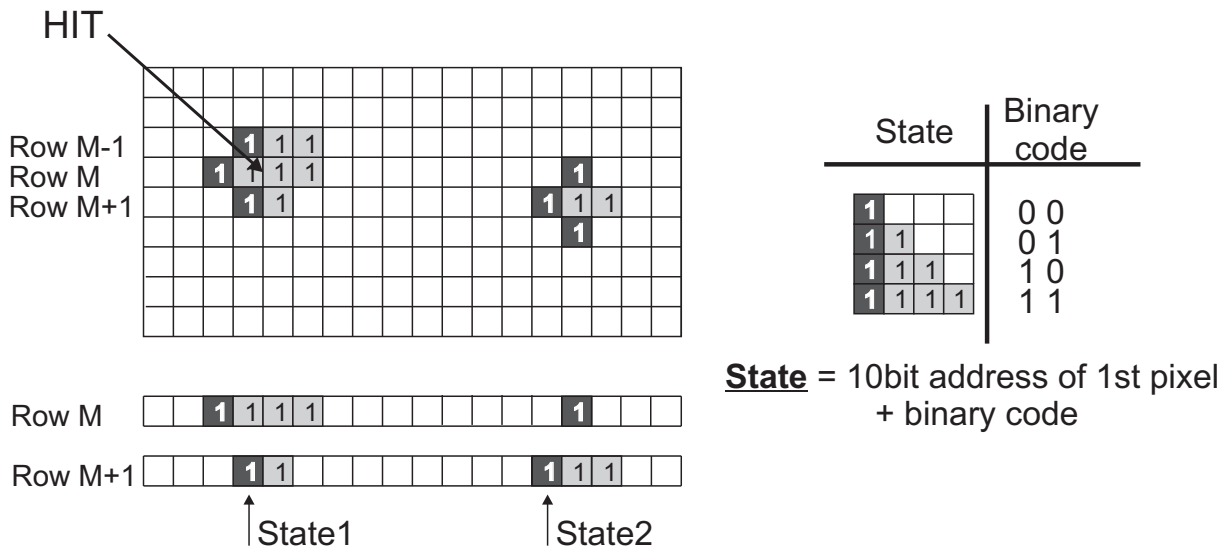 HIT
Row M-1
1 1 1
Row M
1 1 1 1
1
Row M+1
1 1
1 1 1
1
Row M
1 1 1 1
1
Row M+1
1 1
1 1 1
State1
State2
State
Binary
code
1
0 0
1 1
0 1
1 1 1
1 0
1 1 1 1
1 1
State = 10bit address of 1st pixel
+ binary code